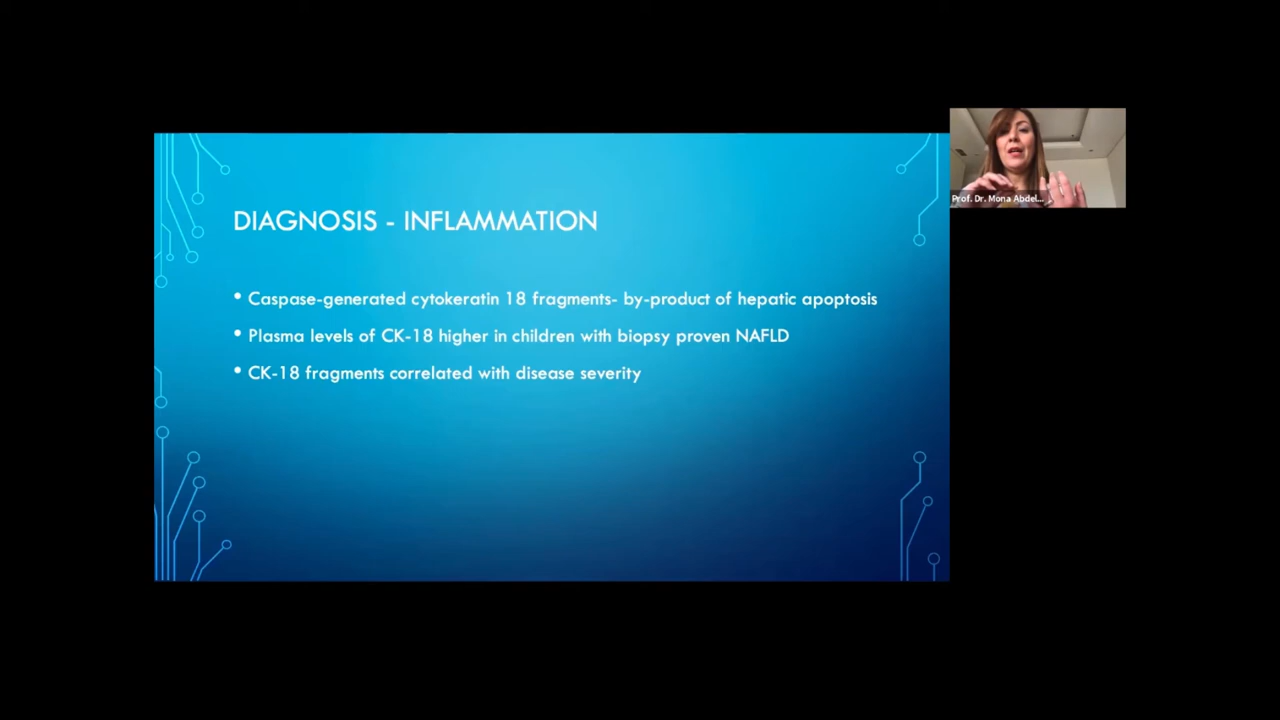 DIAGNOSIS - INFLAMMATION
• Caspase-generated cytokeratin 18 fragments- by-product of hepatic apoptosis
• Plasma levels of CK-18 higher in children with biopsy proven NAFLD
• CK-18 fragments correlated with disease severity
Prof. Dr. Mona Abdel...